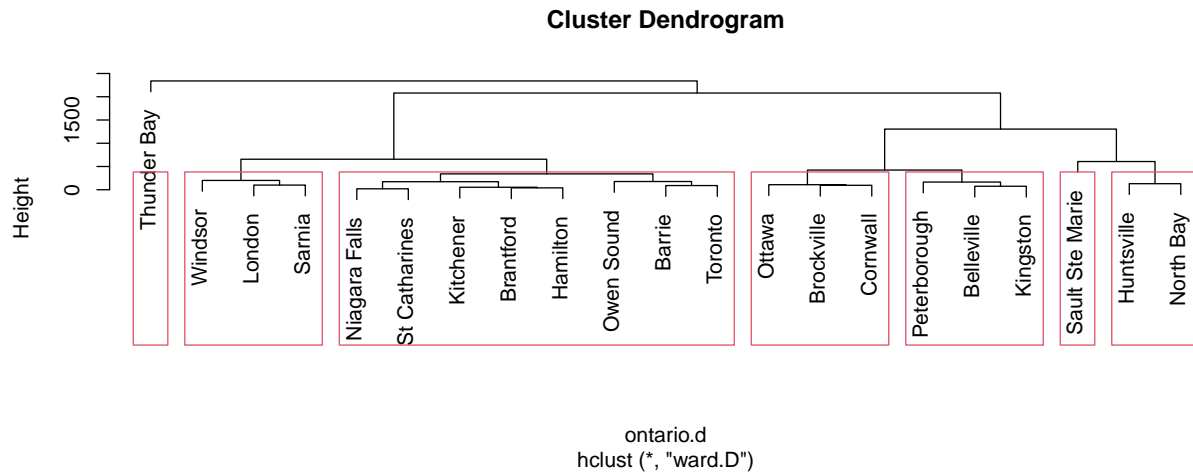 Cluster Dendrogram
Height
0
1500
Thunder Bay
Windsor
London
Sarnia
Niagara Falls
St Catharines
Kitchener
Brantford
Hamilton
Owen Sound
Barrie
Toronto
Ottawa
Brockville
Cornwall
Peterborough
Belleville
Kingston
Sault Ste Marie
Huntsville
North Bay
ontario.d
hclust (*, "ward.D")